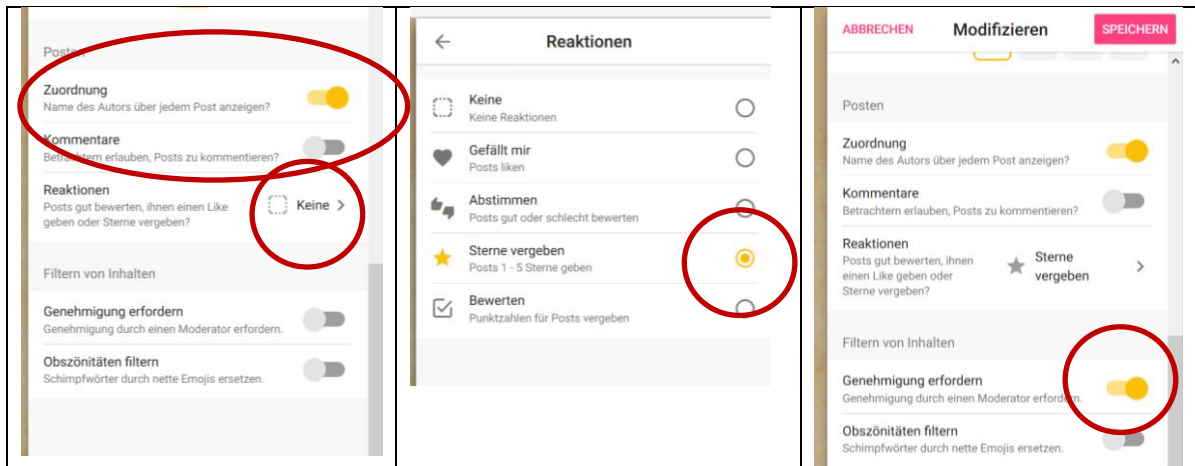 Posten
Zuordnung
Name des Autors über jedem Post anzeigen?
Kommentare
Betrachtern erlauben, Posts zu kommentieren?
Reaktionen
Posts gut bewerten, ihnen einen Like
geben oder Sterne vergeben?
Keine
Filtern von Inhalten
Genehmigung erfordern
Genehmigung durch einen Moderator erfordern.
Obszönitäten filtern
Schimpfwörter durch nette Emojis ersetzen.
Reaktionen
Keine
Keine Reaktionen
Gefällt mir
Posts liken
Abstimmen
Posts gut oder schlecht bewerten
Sterne vergeben
Posts 1 - 5 Sterne geben
Bewerten
Punktzahlen für Posts vergeben
ABBRECHEN Modifizieren SPEICHERN
Posten
Zuordnung
Name des Autors über jedem Post anzeigen?
Kommentare
Betrachtern erlauben, Posts zu kommentieren?
Reaktionen
Posts gut bewerten, ihnen
einen Like geben oder
Sterne vergeben?
Sterne
vergeben
Filtern von Inhalten
Genehmigung erfordern
Genehmigung durch einen Moderator erfordern.
Obszönitäten filtern
Schimpfwörter durch nette Emojis ersetzen.